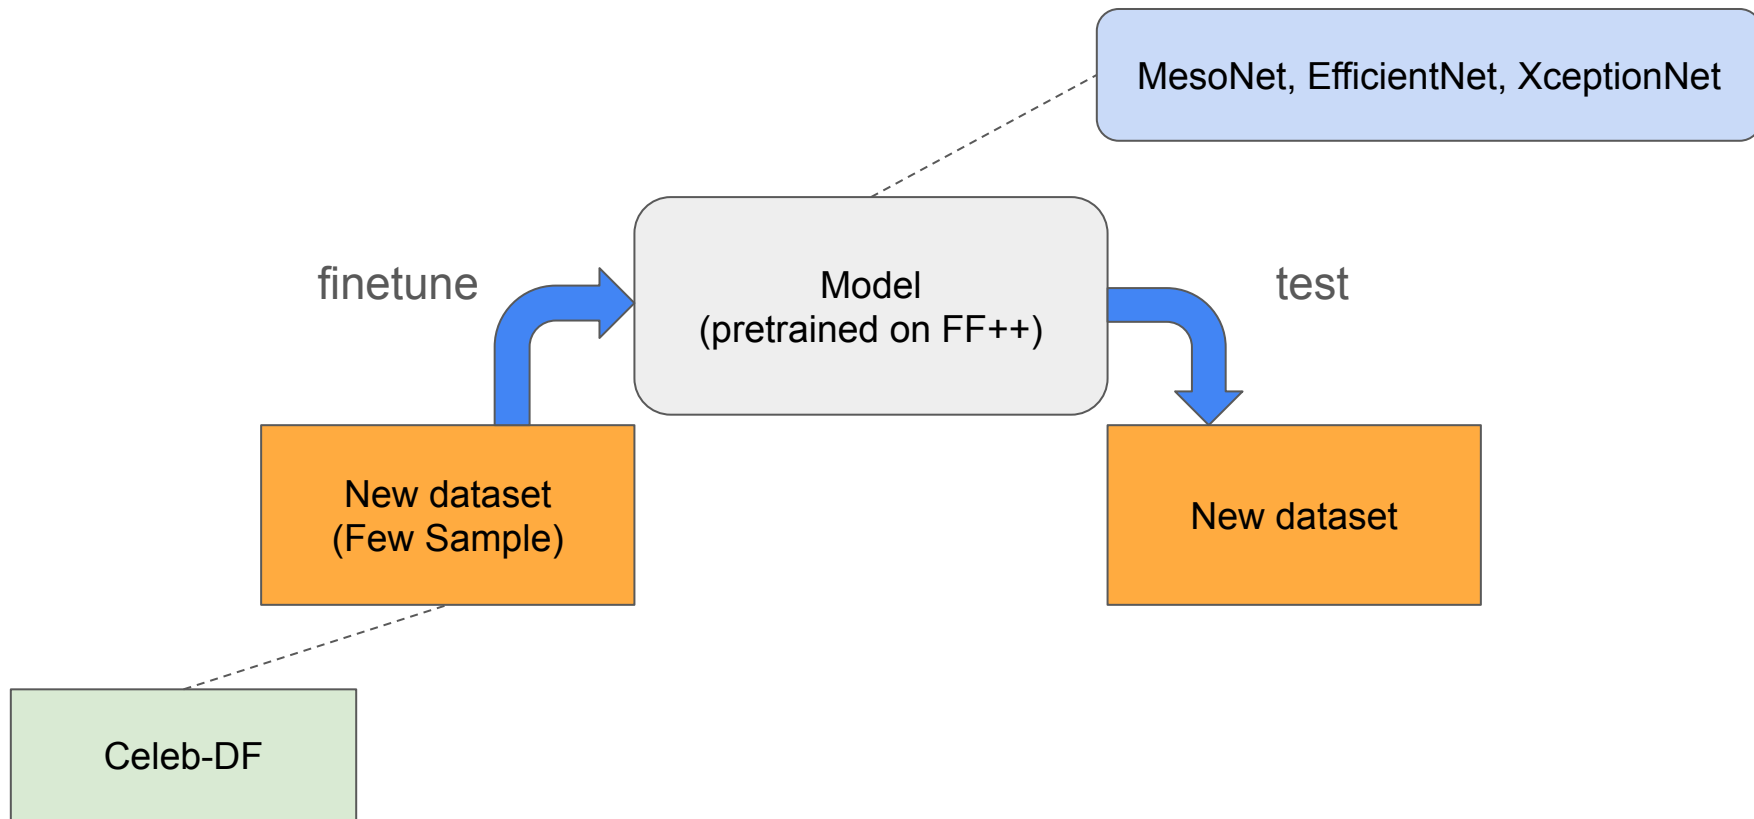 MesoNet, EfficientNet, XceptionNet
finetune
Model
(pretrained on FF++)
test
New dataset
(Few Sample)
New dataset
Celeb-DF